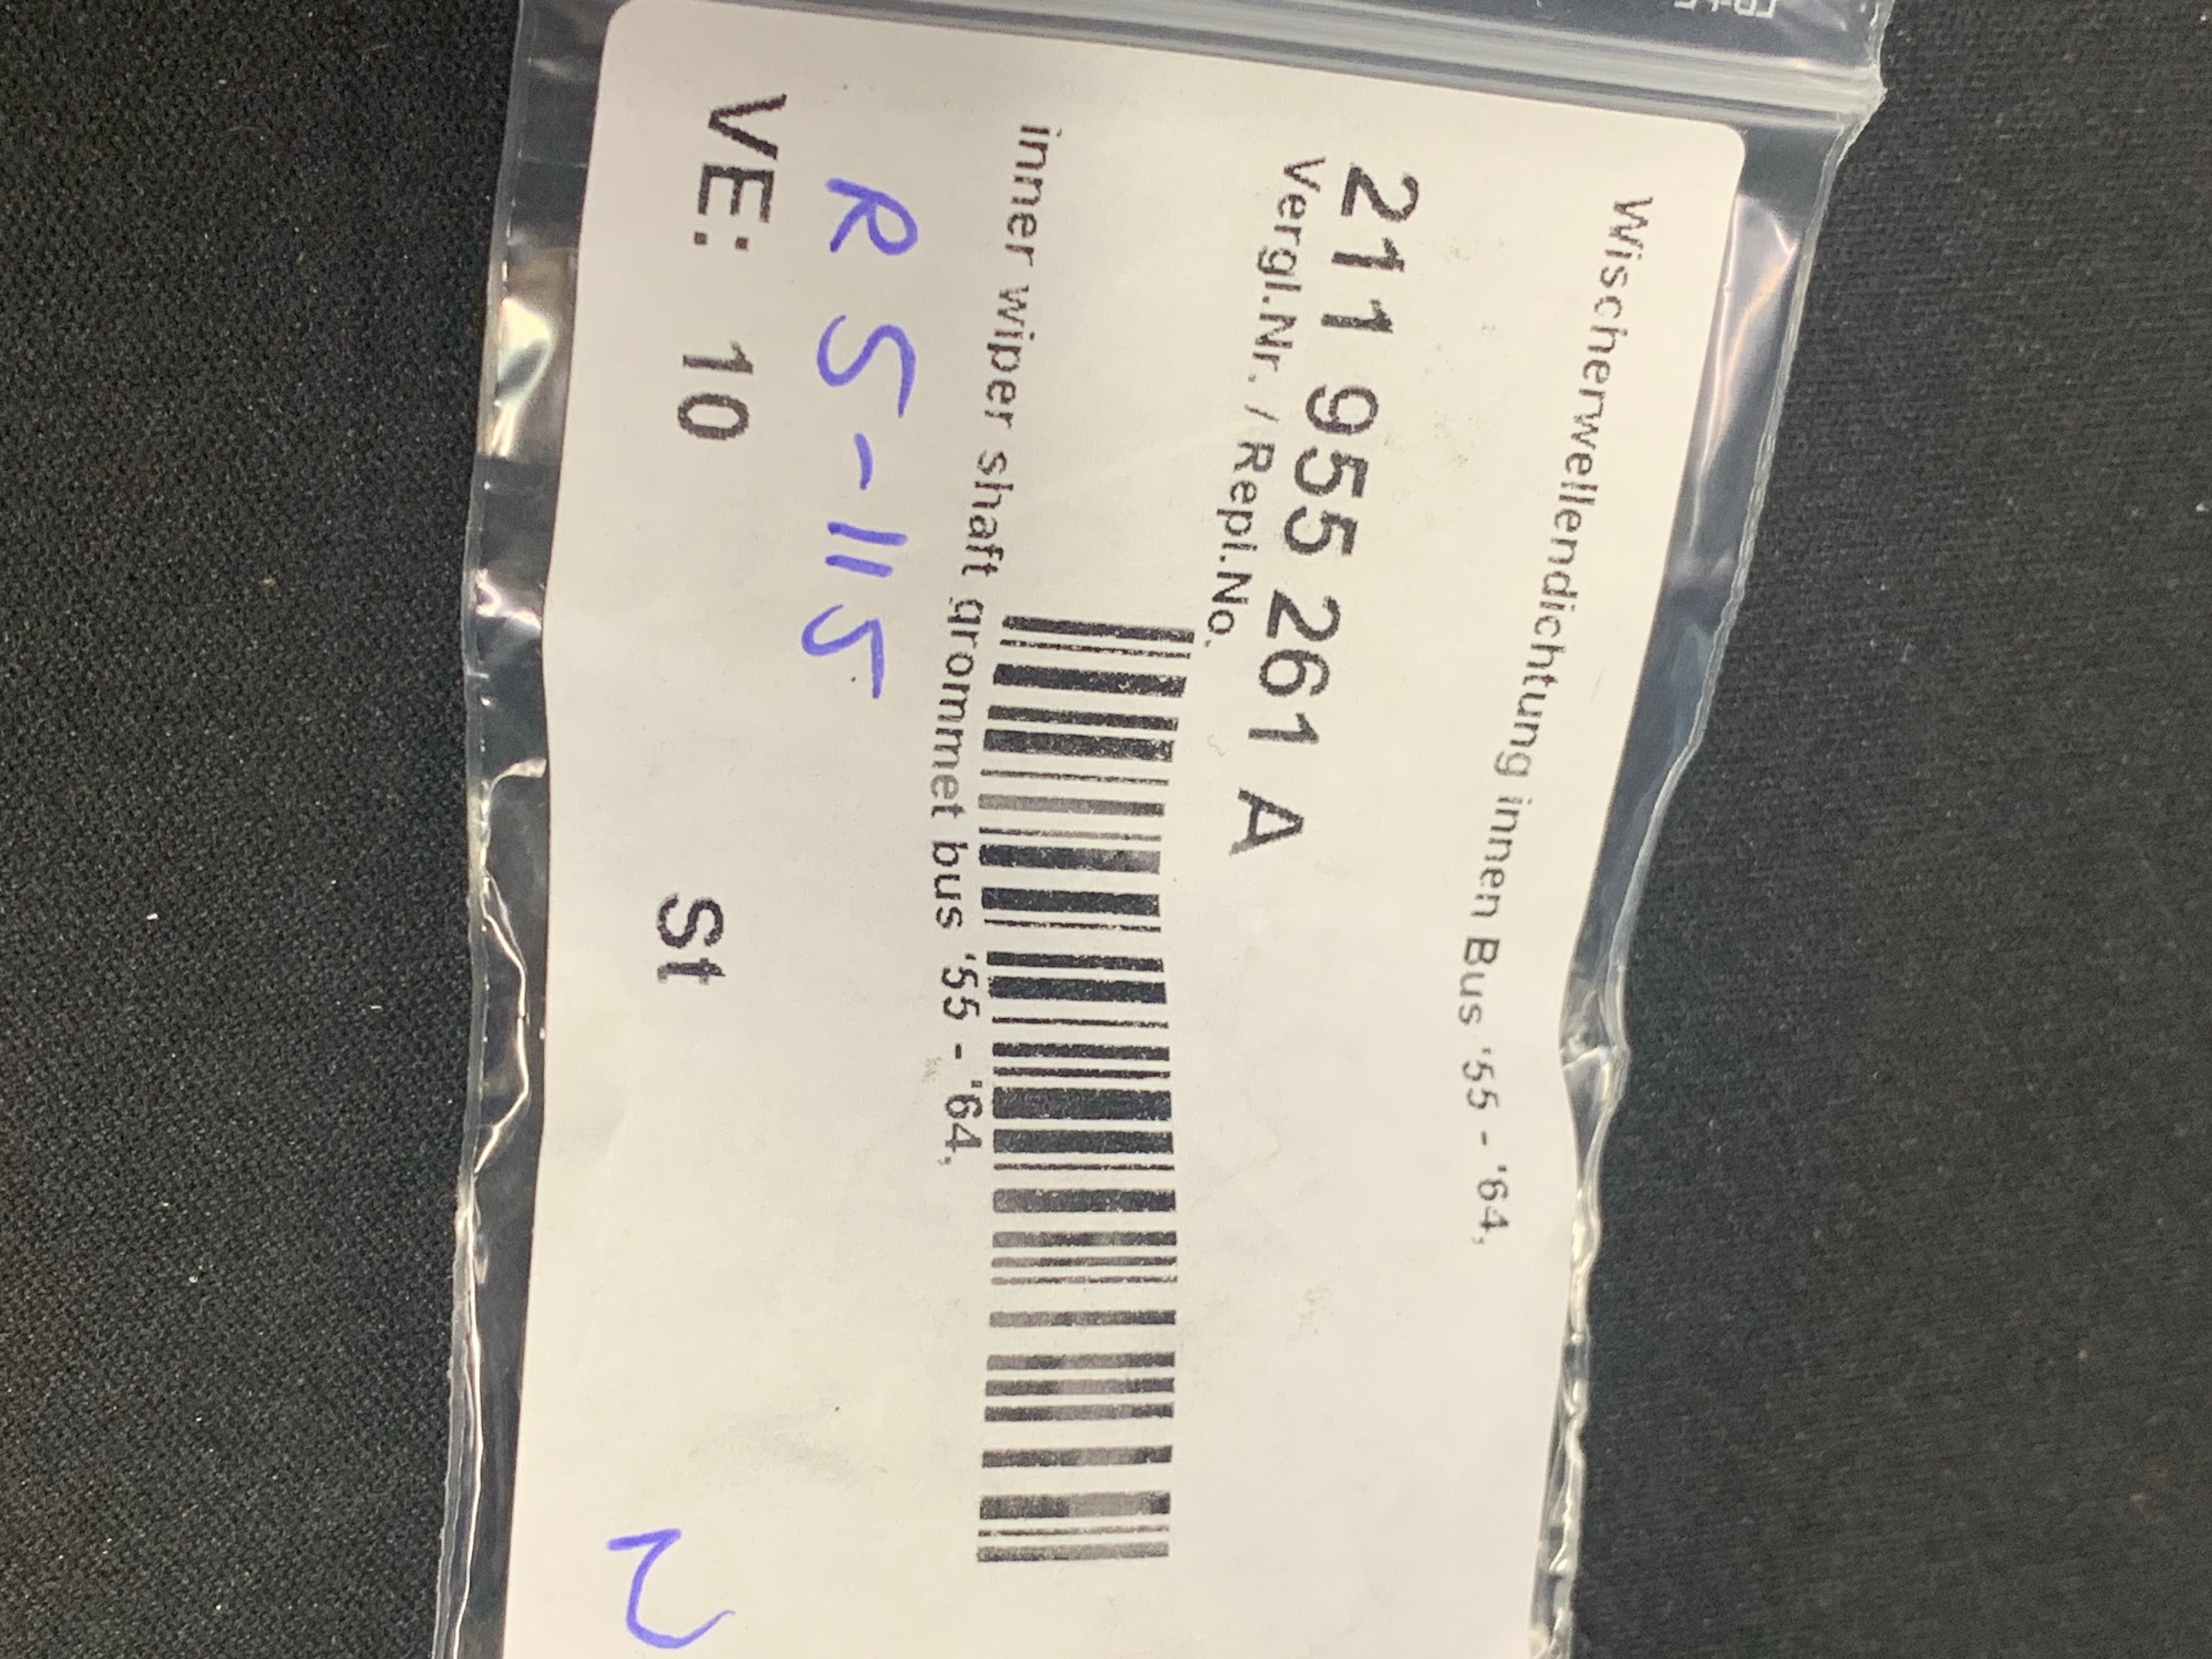 Wischerwellendichtung innen Bus '55 - '64,
211 955 261 A
Vergl.Nr. / Repl.No.
inner wiper shaft grommet bus '55 - '64,
RS-115
VE: 10 St
2